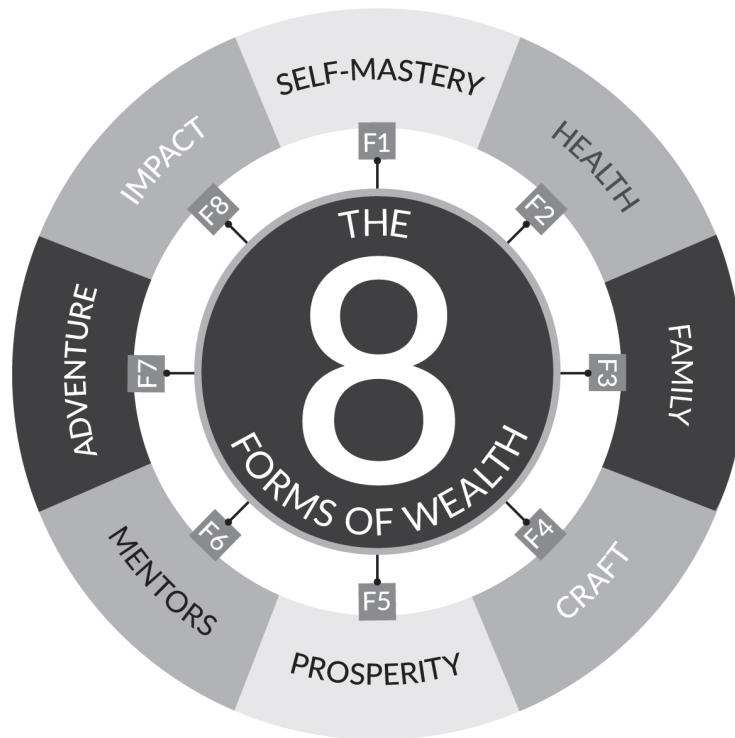 THE
8
FORMS OF WEALTH
F1
SELF-MASTERY
F2
HEALTH
F3
FAMILY
F4
CRAFT
F5
PROSPERITY
F6
MENTORS
F7
ADVENTURE
F8
IMPACT